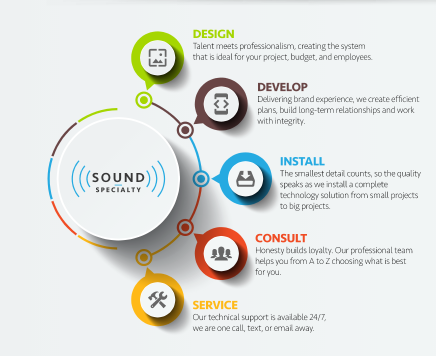 DESIGN
Talent meets professionalism, creating the system
that is ideal for your project, budget, and employees.
DEVELOP
Delivering brand experience, we create efficient
plans, build long-term relationships and work
with integrity.
SOUND
SPECIALTY
INSTALL
The smallest detail counts, so the quality
speaks as we install a complete
technology solution from small projects
to big projects.
CONSULT
Honesty builds loyalty. Our professional team
helps you from A to Z choosing what is best
for you.
SERVICE
Our technical support is available 24/7,
we are one call, text, or email away.